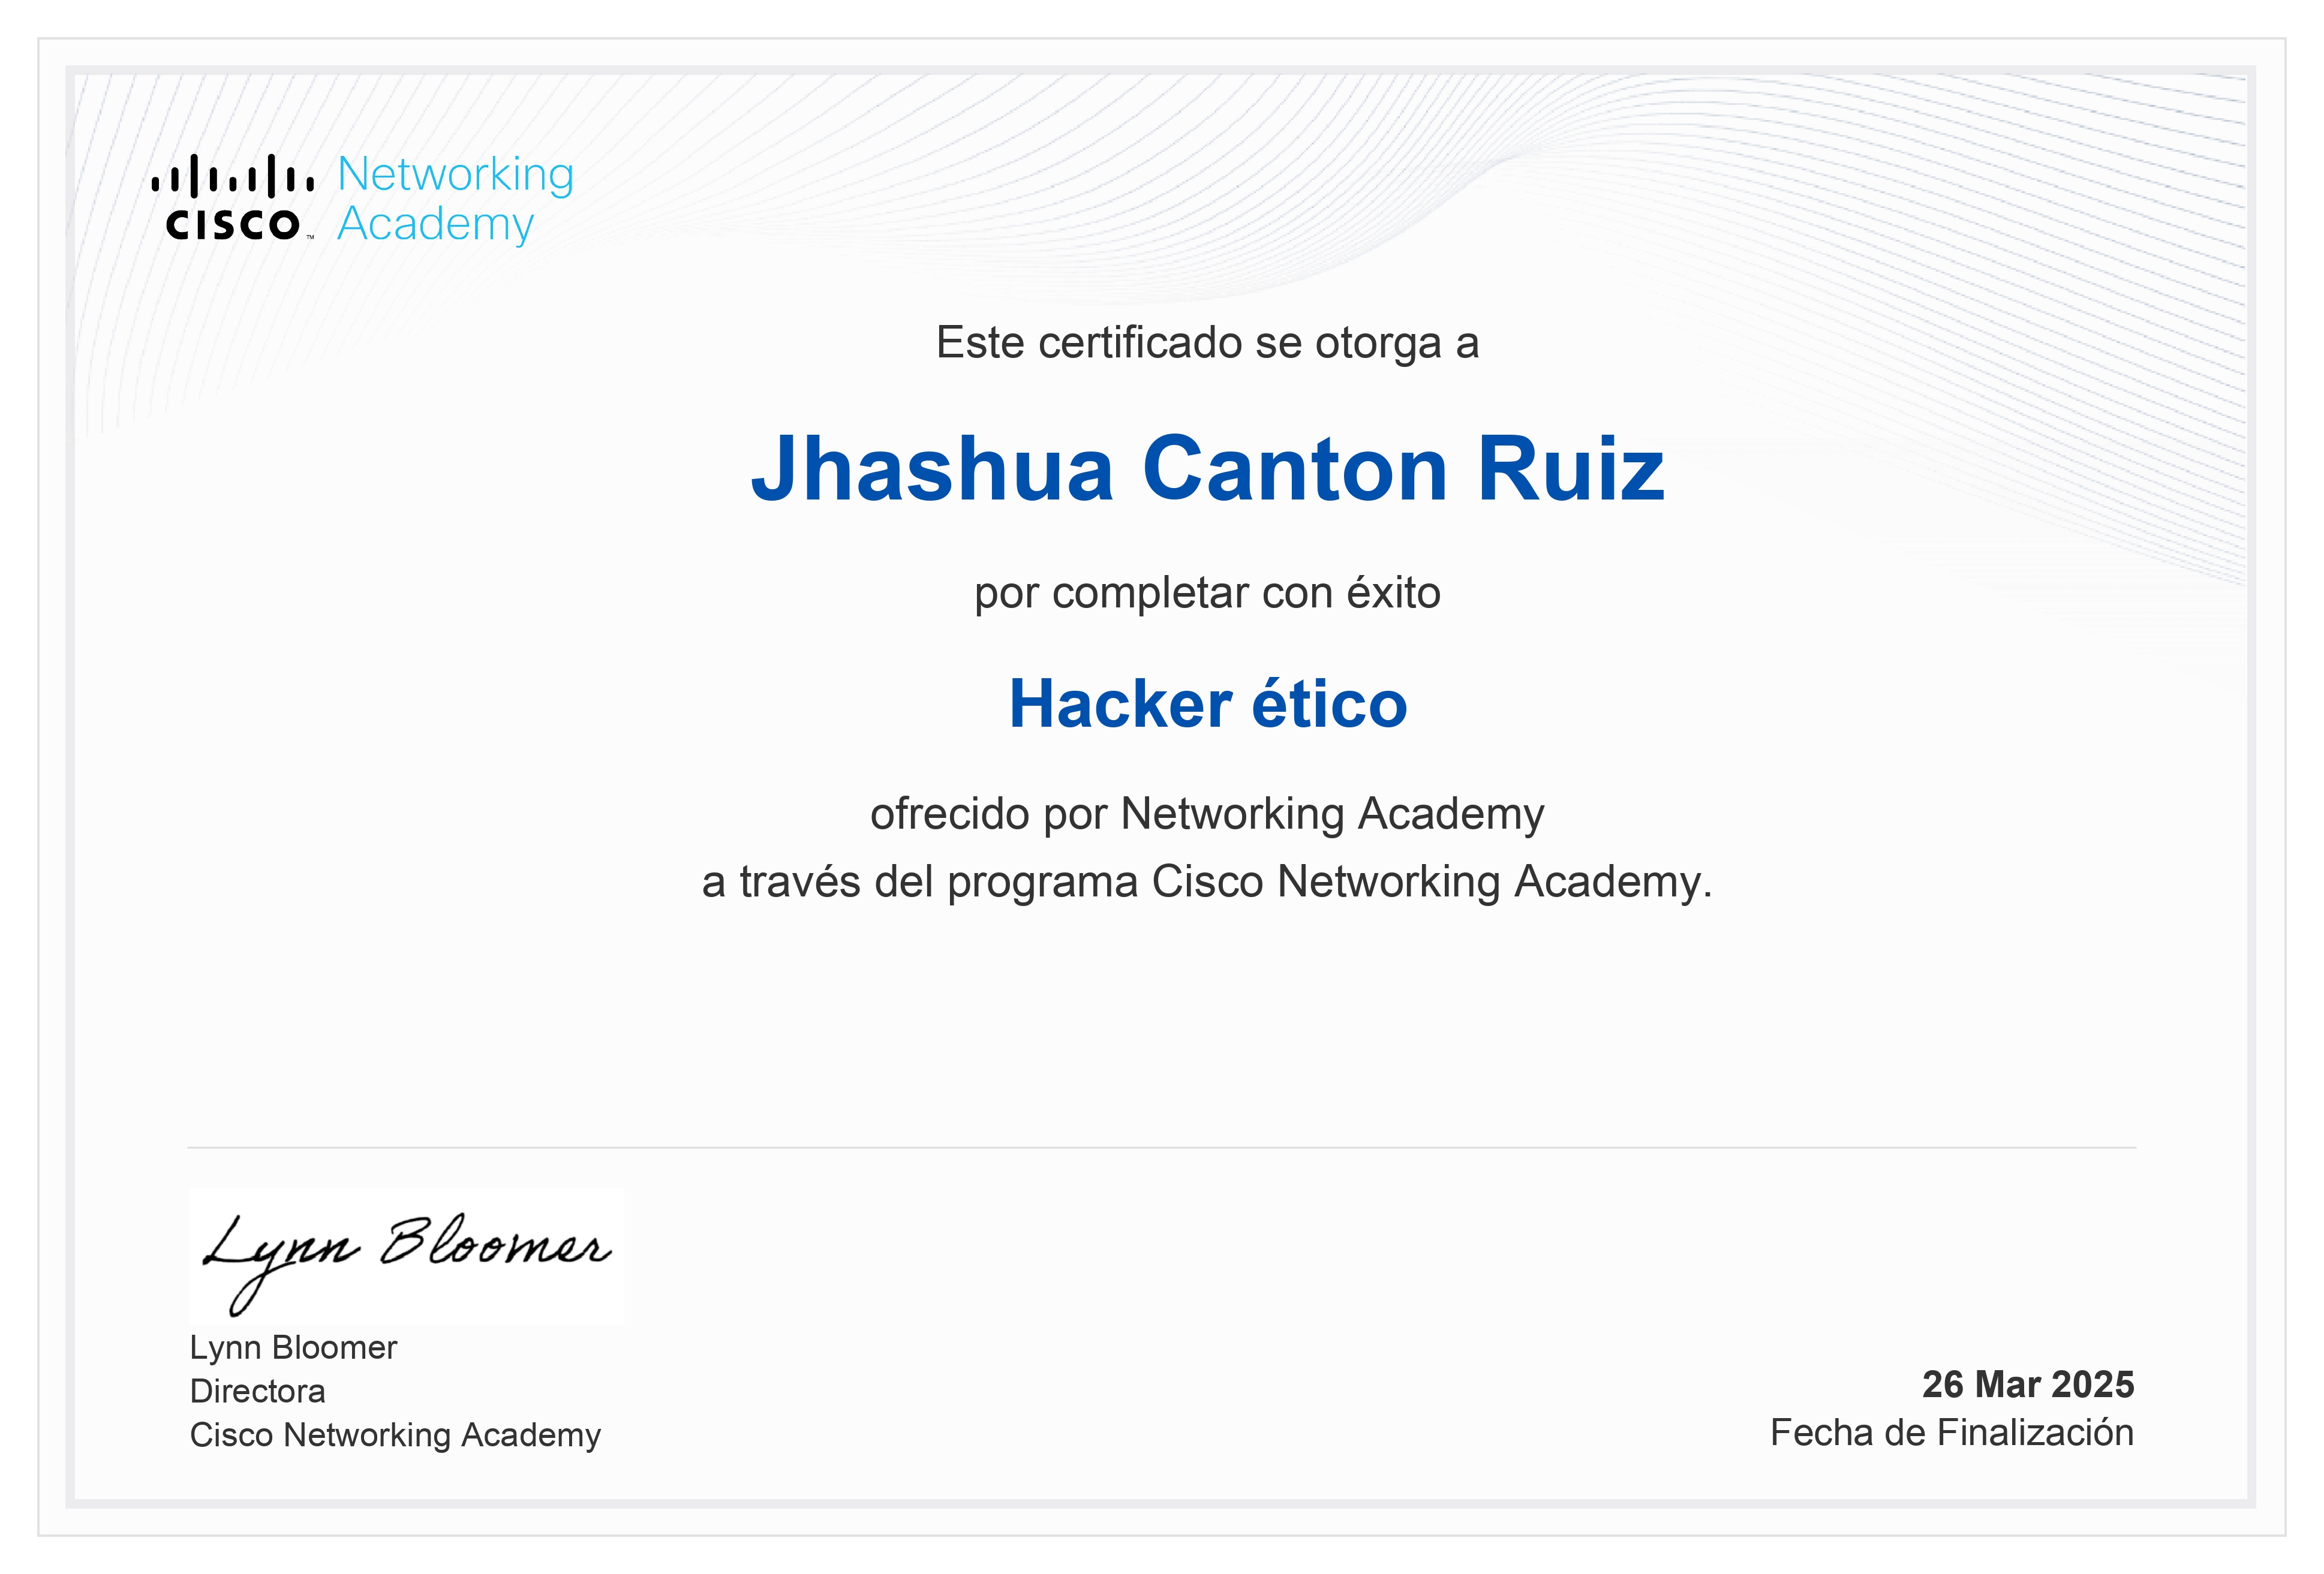 CISCO™ Networking
Academy
Este certificado se otorga a
Jhashua Canton Ruiz
por completar con éxito
Hacker ético
ofrecido por Networking Academy
a través del programa Cisco Networking Academy.
Lynn Bloomer
Lynn Bloomer
Directora
Cisco Networking Academy
26 Mar 2025
Fecha de Finalización